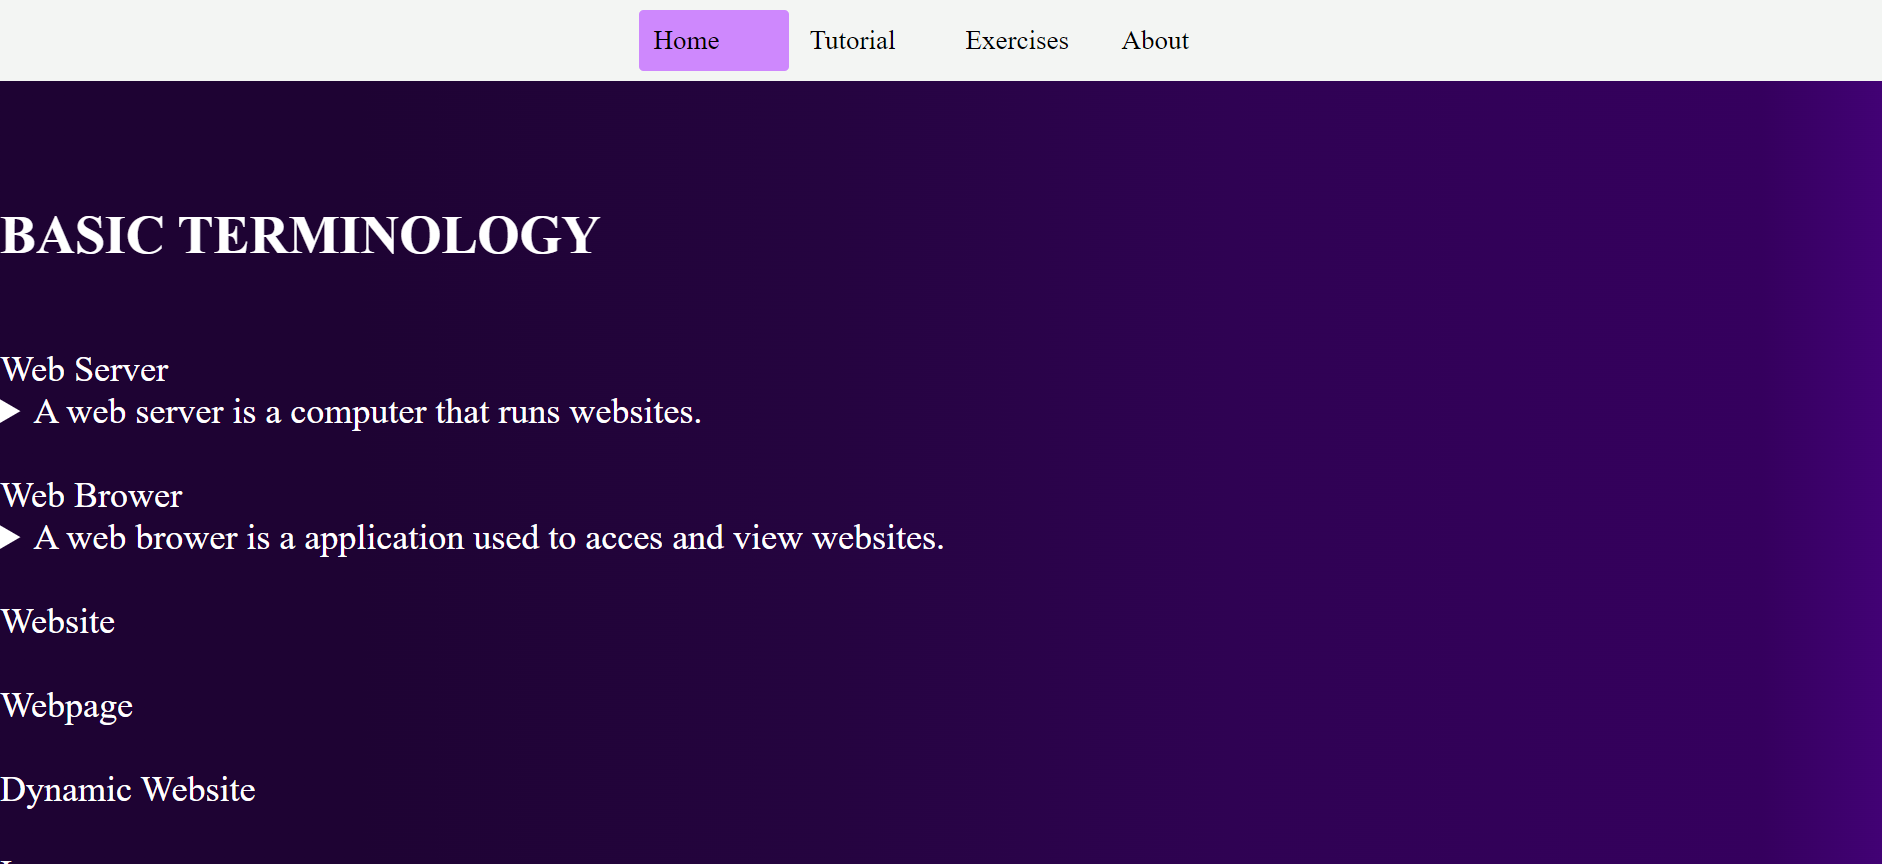 Home Tutorial Exercises About
BASIC TERMINOLOGY
Web Server
A web server is a computer that runs websites.
Web Brower
A web brower is a application used to acces and view websites.
Website
Webpage
Dynamic Website